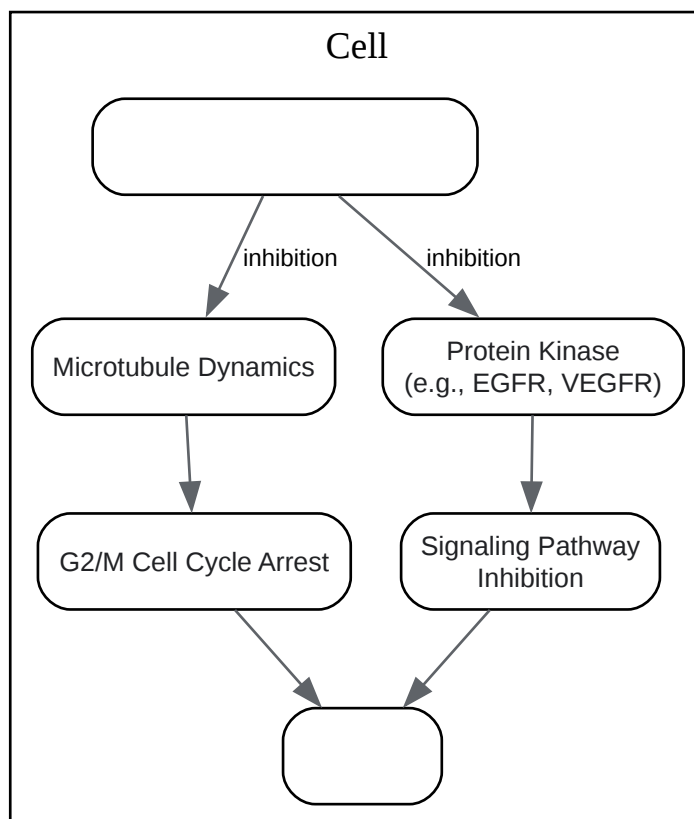 Cell
inhibition
inhibition
Microtubule Dynamics
Protein Kinase
(e.g., EGFR, VEGFR)
G2/M Cell Cycle Arrest
Signaling Pathway
Inhibition